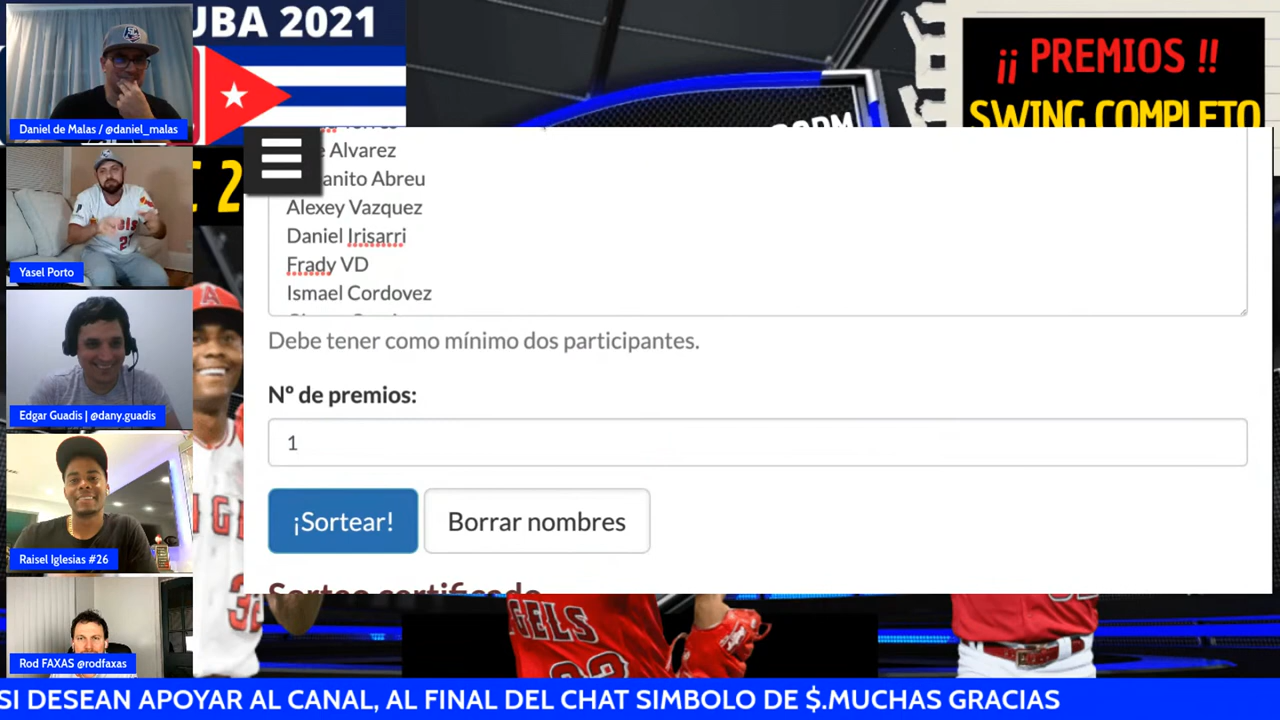 UBA 2021
Daniel de Malas / @daniel_malas
Yasel Porto
Edgar Guadis | @dany.guadis
Raisel Iglesias #26
Rod FAXAS @rodfaxas
¡¡ PREMIOS !!
SWING COMPLETO
Alvarez
Abreu
Alexey Vazquez
Daniel Irisarri
Frady VD
Ismael Cordovez
Debe tener como mínimo dos participantes.
Nº de premios:
1
¡Sortear!
Borrar nombres
Sorteo certificado
ANGELS
SI DESEAN APOYAR AL CANAL, AL FINAL DEL CHAT SIMBOLO DE $.MUCHAS GRACIAS